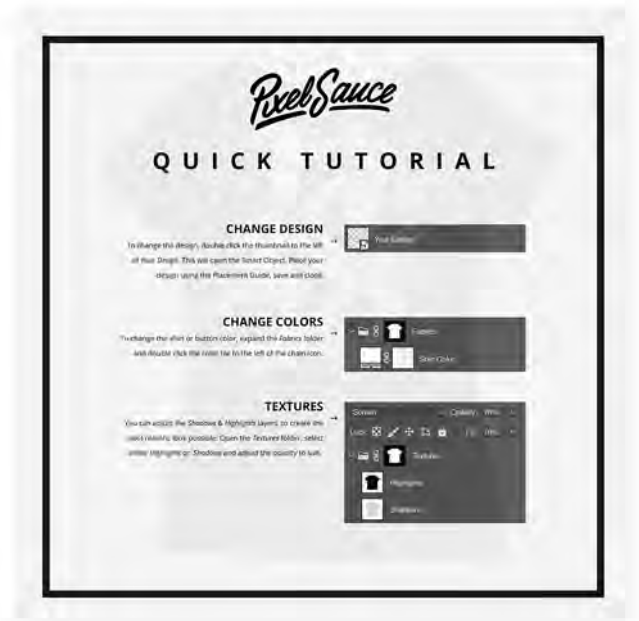 PixelSauce
QUICK TUTORIAL
CHANGE DESIGN
To change the design, double click the thumbnail to the left
of Your Design. This will open the Smart Object. Place your
design using the Placement Guide, save and close.
Your Design
CHANGE COLORS
To change the shirt or button color, expand the Fabrics folder
and double click the color tile to the left of the chain icon.
Fabrics
Shirt Color
TEXTURES
You can adjust the Shadows & Highlights layers, to create the
most realistic look possible. Open the Textures folder, select
either Highlights or Shadows and adjust the opacity to suit.
Screen Opacity:
Lock:
Textures
Highlights
Shadows